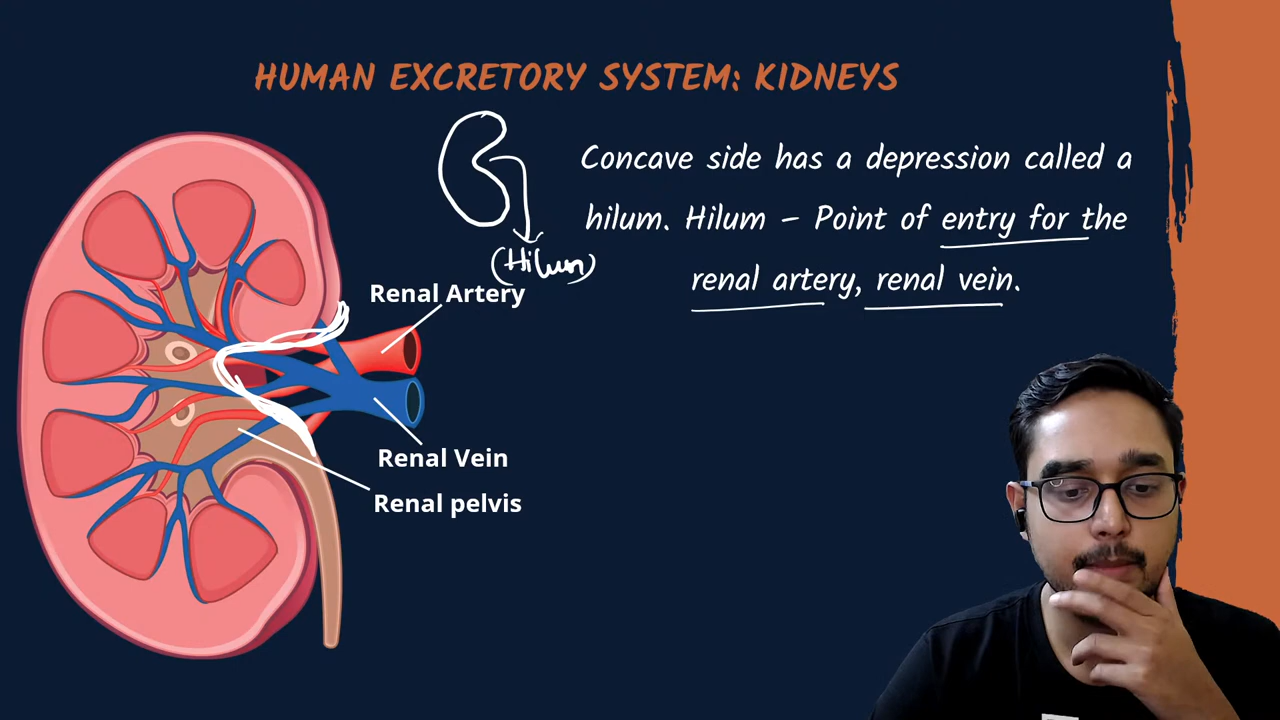 HUMAN EXCRETORY SYSTEM: KIDNEYS
Concave side has a depression called a
hilum. Hilum – Point of entry for the
renal artery, renal vein.
(Hilum)
Renal Artery
Renal Vein
Renal pelvis